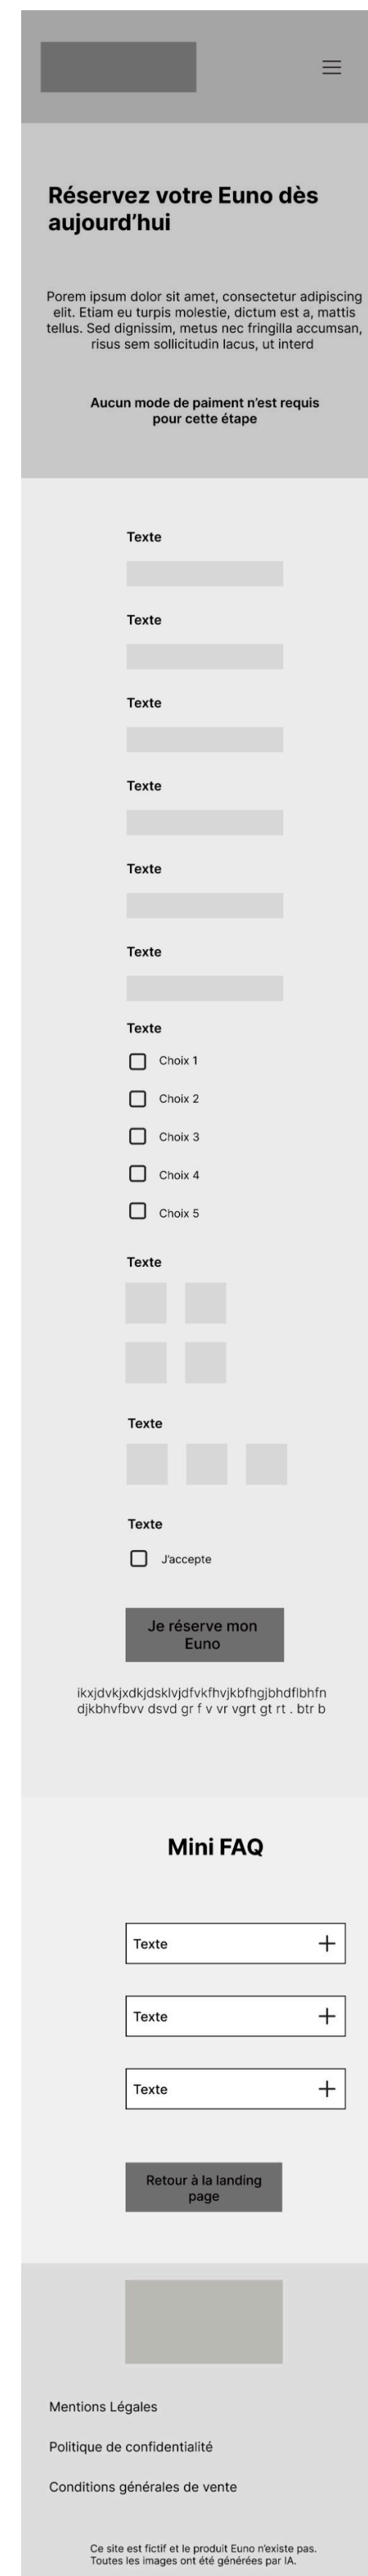 Réservez votre Euno dès
aujourd’hui
Porem ipsum dolor sit amet, consectetur adipiscing
elit. Etiam eu turpis molestie, dictum est a, mattis
tellus. Sed dignissim, metus nec fringilla accumsan,
risus sem sollicitudin lacus, ut interd
Aucun mode de paiment n’est requis
pour cette étape
Texte
Texte
Texte
Texte
Texte
Texte
Texte
Choix 1
Choix 2
Choix 3
Choix 4
Choix 5
Texte
Texte
Texte
J’accepte
Je réserve mon
Euno
ikxjdvkjxdkjdsklvjdfvkfhvjkbfhgjbhdflbhfn
djkbhvfbvv dsvd gr f v vr vgrt gt rt . btr b
Mini FAQ
Texte
Texte
Texte
Retour à la landing
page
Mentions Légales
Politique de confidentialité
Conditions générales de vente
Ce site est fictif et le produit Euno n’existe pas.
Toutes les images ont été générées par IA.